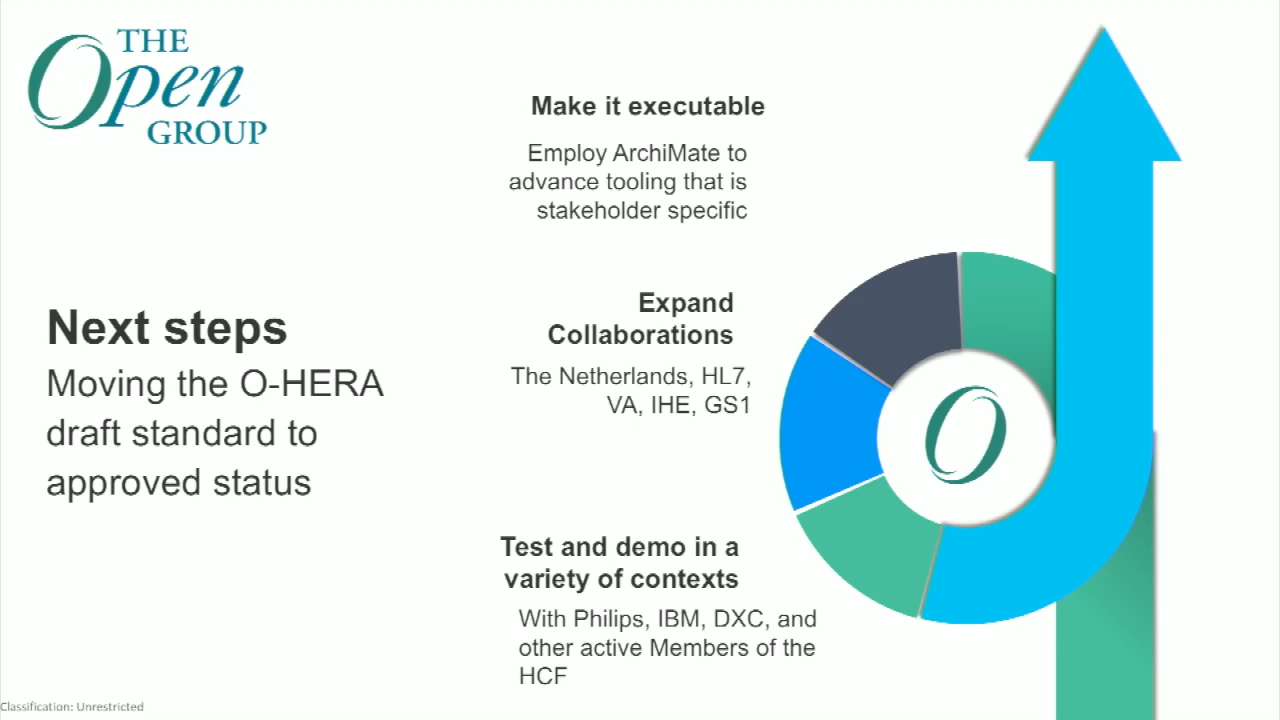 THE
Open
GROUP
Make it executable
Employ ArchiMate to
advance tooling that is
stakeholder specific
Next steps
Moving the O-HERA
draft standard to
approved status
Expand
Collaborations
The Netherlands, HL7,
VA, IHE, GS1
O
Test and demo in a
variety of contexts
With Philips, IBM, DXC, and
other active Members of the
HCF
Classification: Unrestricted